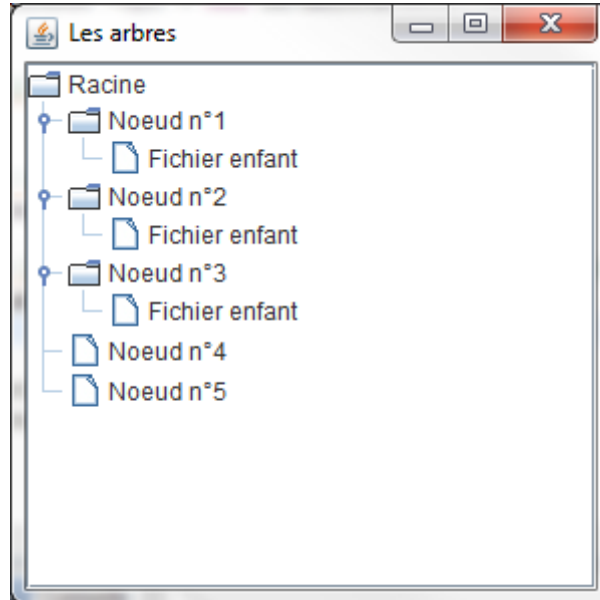 Les arbres
Racine
Noeud n°1
Fichier enfant
Noeud n°2
Fichier enfant
Noeud n°3
Fichier enfant
Noeud n°4
Noeud n°5